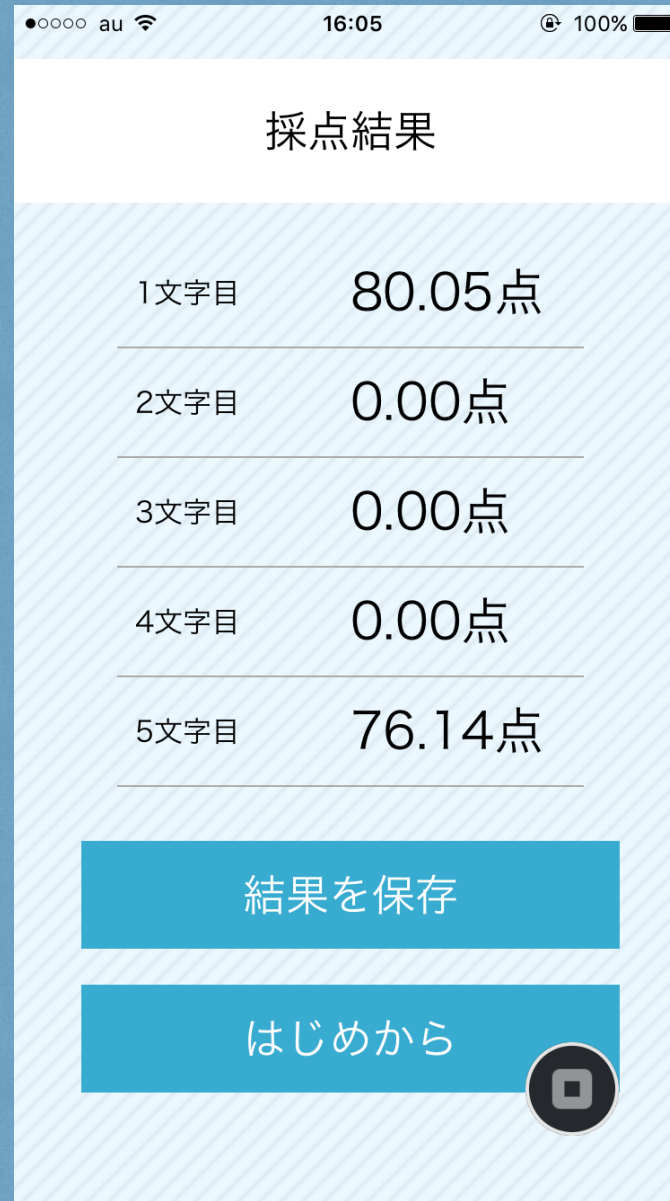 au 16:05 100%
採点結果
1文字目 80.05点
2文字目 0.00点
3文字目 0.00点
4文字目 0.00点
5文字目 76.14点
結果を保存
はじめから